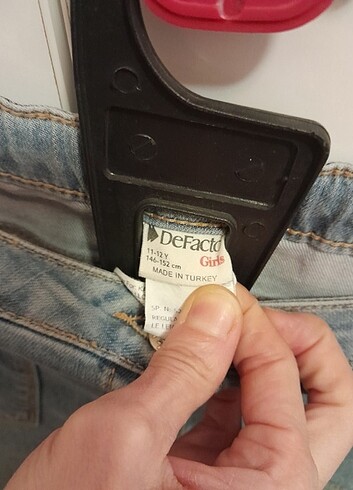 DeFacto
Girls
11-12 Y
146-152 cm
MADE IN TURKEY